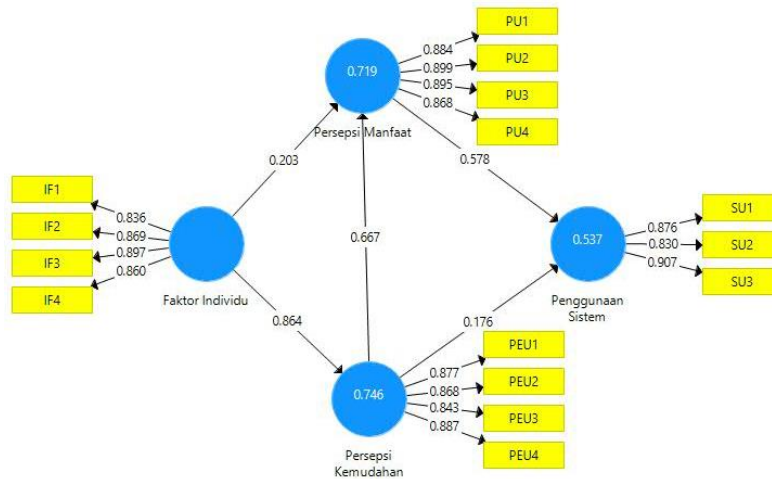 PU1
PU2
PU3
PU4
0.884
0.899
0.895
0.868
0.719
Persepsi Manfaat
0.203
0.578
0.667
IF1
IF2
IF3
IF4
0.836
0.869
0.897
0.860
Faktor Individu
0.864
0.176
0.537
Penggunaan
Sistem
0.876
0.830
0.907
SU1
SU2
SU3
0.746
Persepsi
Kemudahan
0.877
0.868
0.843
0.887
PEU1
PEU2
PEU3
PEU4